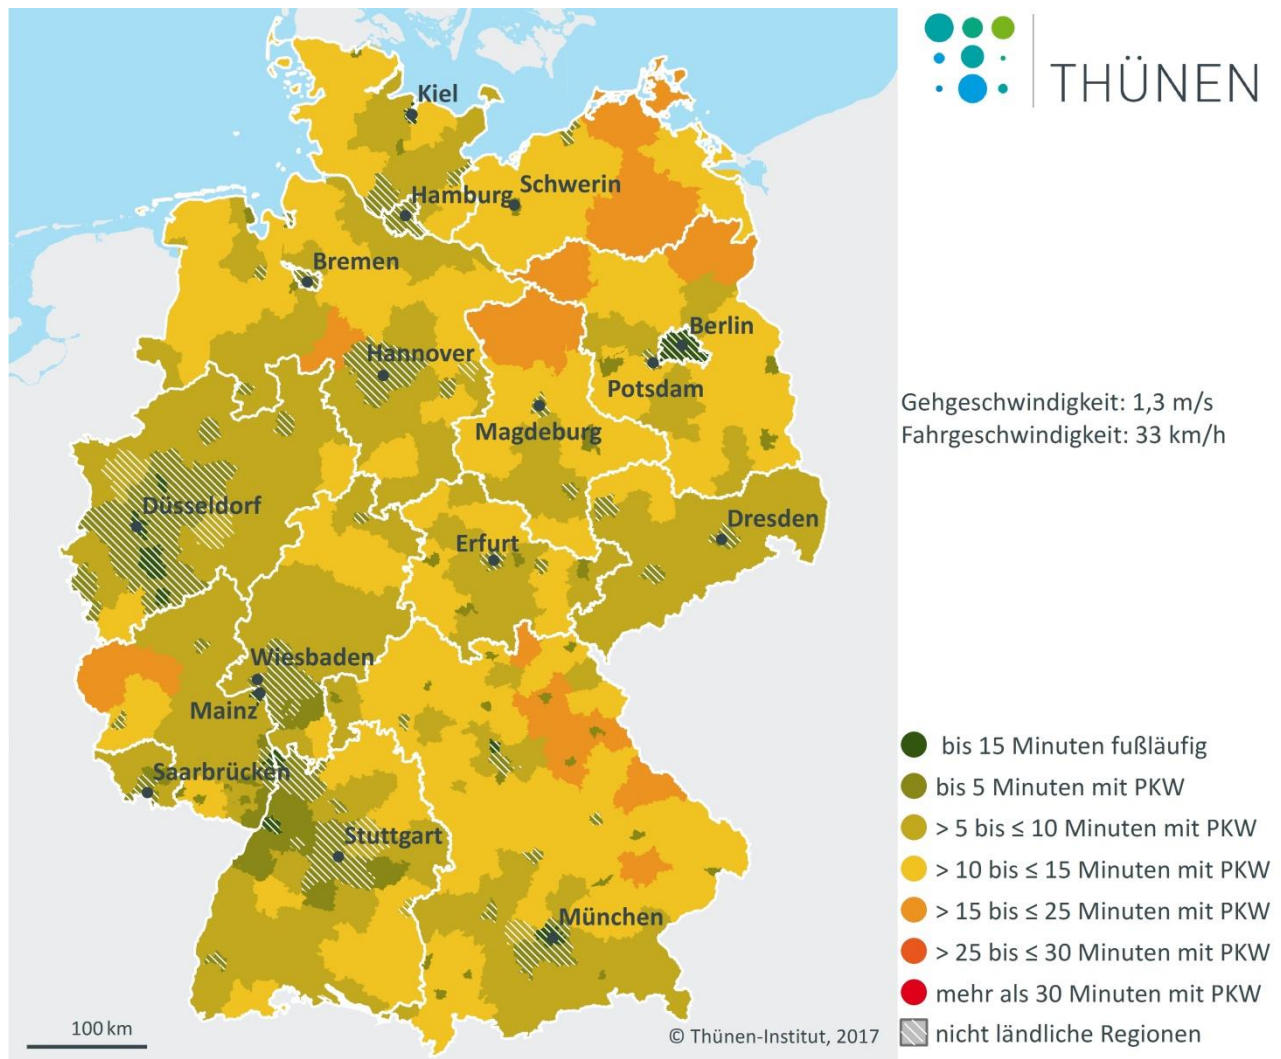 THÜNEN
Kiel
Schwerin
Hamburg
Bremen
Berlin
Hannover
Potsdam
Magdeburg
Düsseldorf
Dresden
Erfurt
Wiesbaden
Mainz
Saarbrücken
Stuttgart
München
100 km
© Thünen-Institut, 2017
Gehgeschwindigkeit: 1,3 m/s
Fahrgeschwindigkeit: 33 km/h
bis 15 Minuten fußläufig
bis 5 Minuten mit PKW
> 5 bis ≤ 10 Minuten mit PKW
> 10 bis ≤ 15 Minuten mit PKW
> 15 bis ≤ 25 Minuten mit PKW
> 25 bis ≤ 30 Minuten mit PKW
mehr als 30 Minuten mit PKW
nicht ländliche Regionen